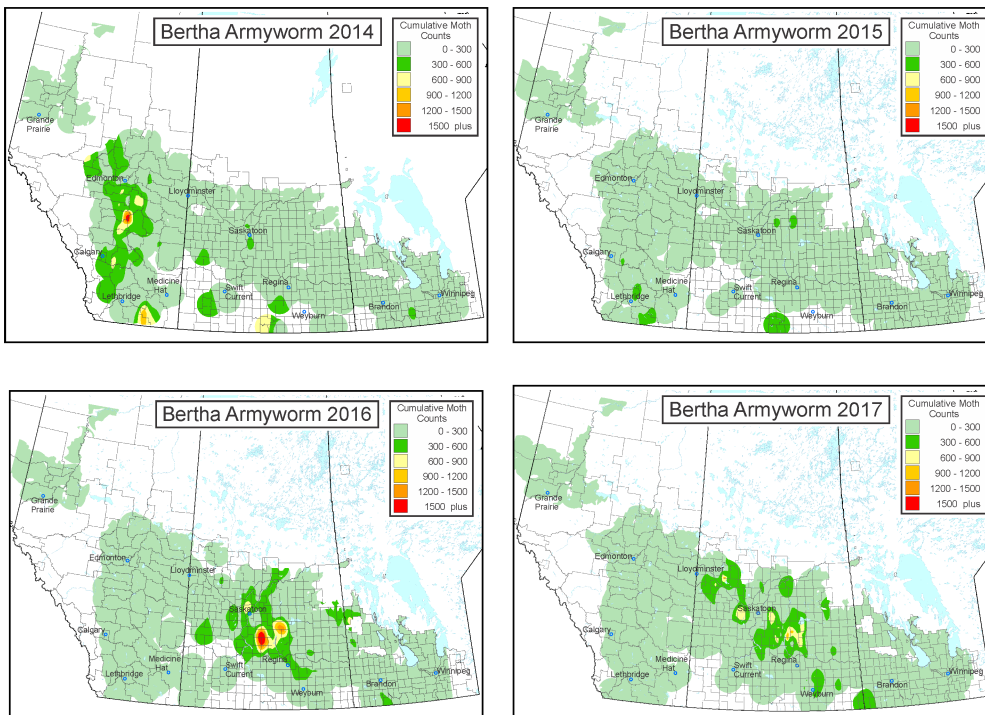 Bertha Armyworm 2014
Cumulative Moth
Counts
0 - 300
300 - 600
600 - 900
900 - 1200
1200 - 1500
1500 plus
Grande
Prairie
Edmonton
Lloydminster
Saskatoon
Calgary
Medicine
Hat
Lethbridge
Swift
Current
Regina
Weyburn
Brandon
Winnipeg
Bertha Armyworm 2015
Cumulative Moth
Counts
0 - 300
300 - 600
600 - 900
900 - 1200
1200 - 1500
1500 plus
Grande
Prairie
Edmonton
Lloydminster
Saskatoon
Calgary
Medicine
Hat
Lethbridge
Swift
Current
Regina
Weyburn
Brandon
Winnipeg
Bertha Armyworm 2016
Cumulative Moth
Counts
0 - 300
300 - 600
600 - 900
900 - 1200
1200 - 1500
1500 plus
Grande
Prairie
Edmonton
Lloydminster
Saskatoon
Calgary
Medicine
Hat
Lethbridge
Swift
Current
Regina
Weyburn
Brandon
Winnipeg
Bertha Armyworm 2017
Cumulative Moth
Counts
0 - 300
300 - 600
600 - 900
900 - 1200
1200 - 1500
1500 plus
Grande
Prairie
Edmonton
Lloydminster
Saskatoon
Calgary
Medicine
Hat
Lethbridge
Swift
Current
Regina
Weyburn
Brandon
Winnipeg